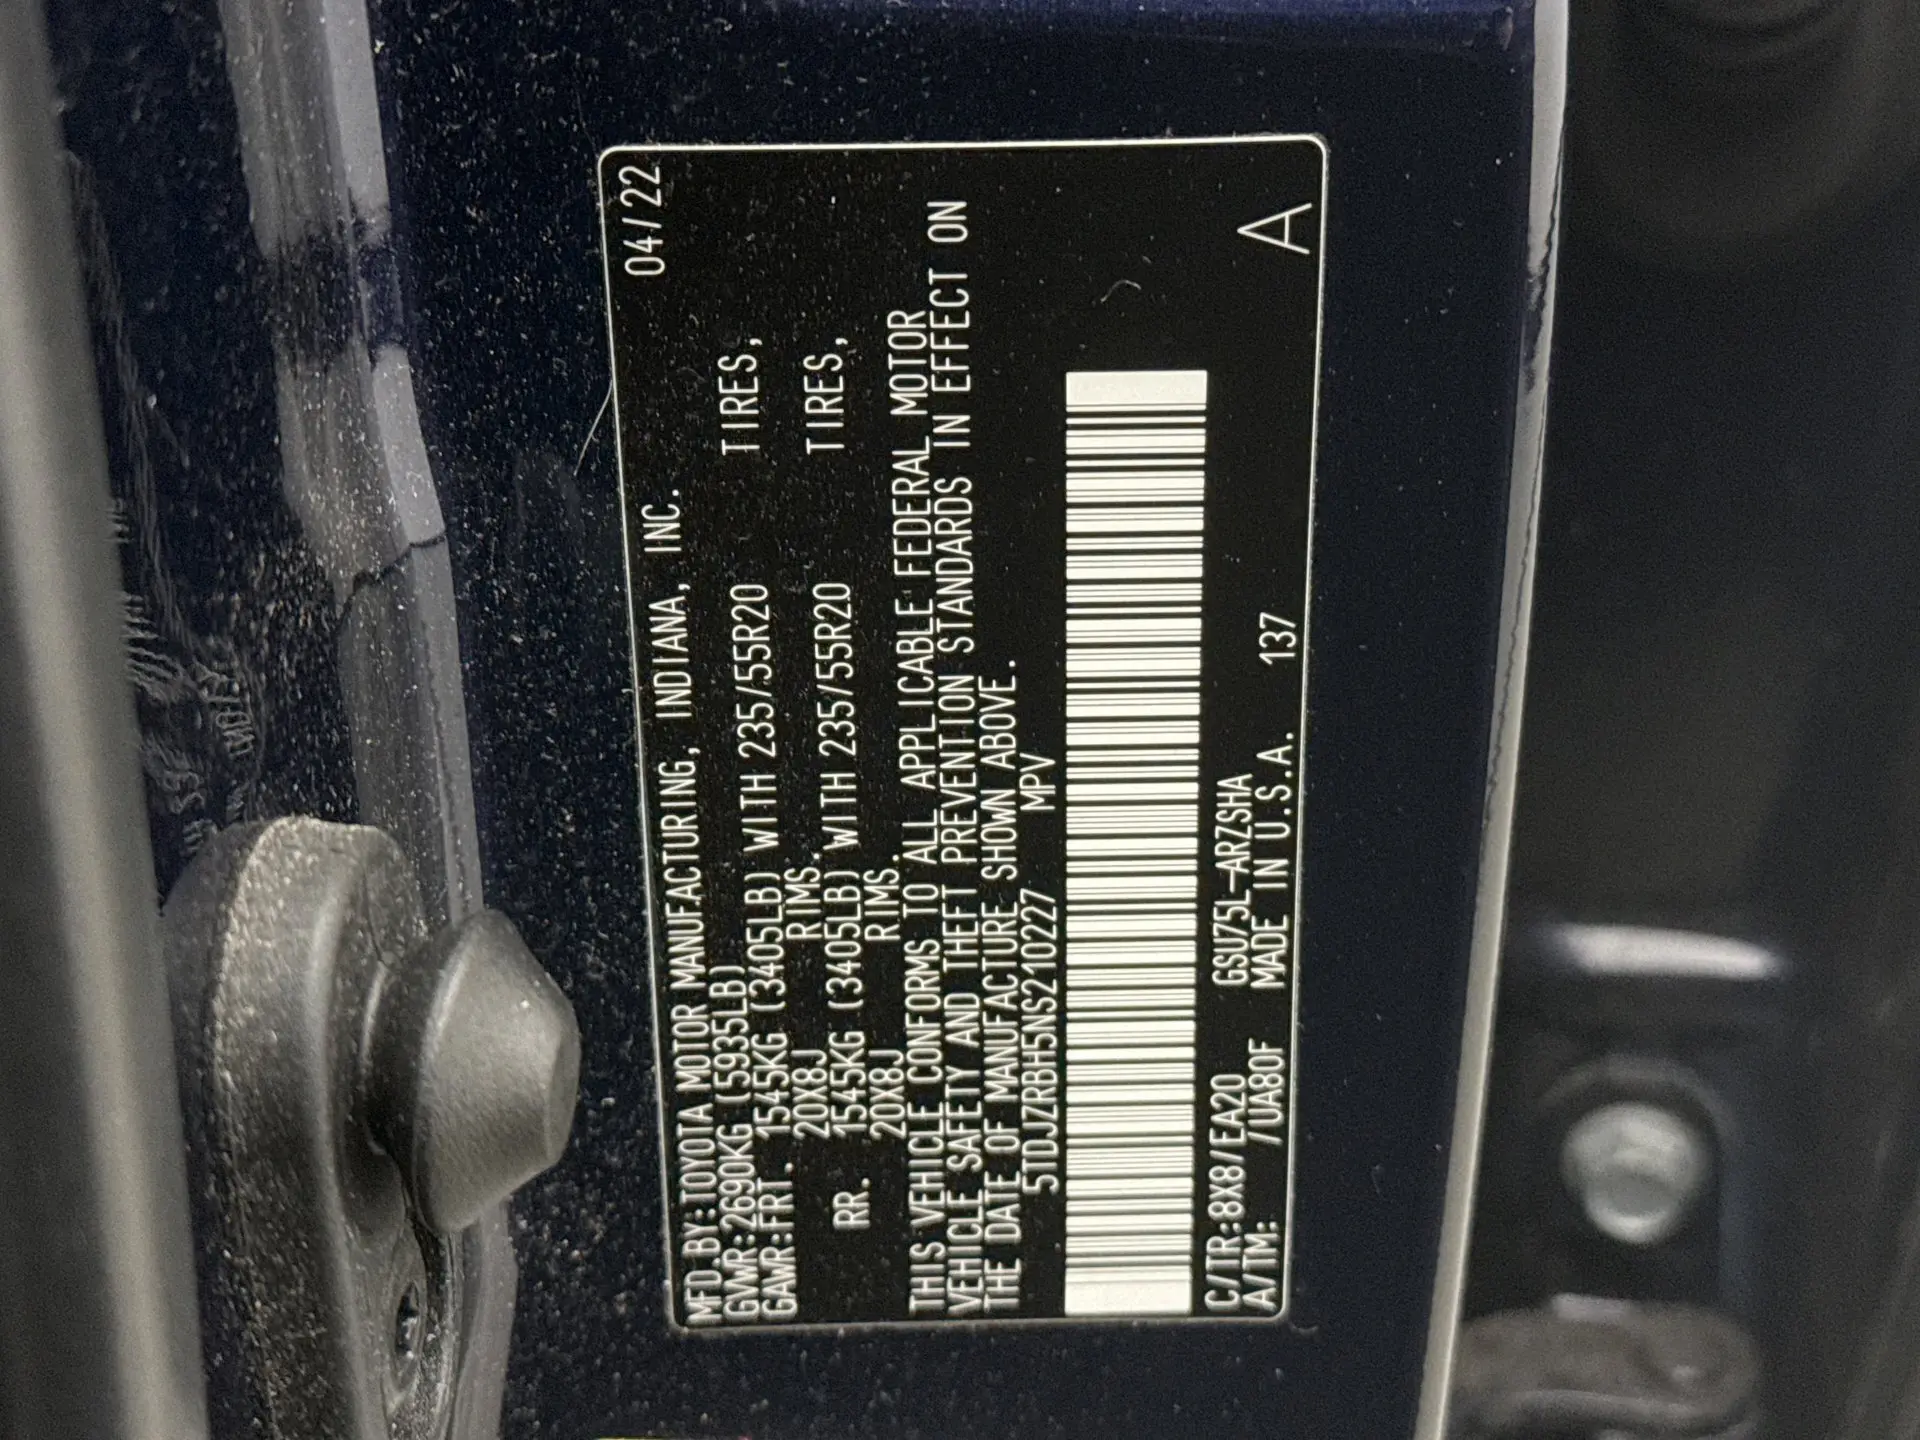 MFD.BY:TOYOTA MOTOR MANUFACTURING, INDIANA, INC. 04/22
GVWR:2690KG(5935LB)
GAWR:FRT. 1545KG(3405LB)WITH 235/55R20 TIRES,
20X8J RIMS.
RR. 1545KG(3405LB)WITH 235/55R20 TIRES,
20X8J RIMS.
THIS VEHICLE CONFORMS TO ALL APPLICABLE FEDERAL MOTOR
VEHICLE SAFETY AND THEFT PREVENTION STANDARDS IN EFFECT ON
THE DATE OF MANUFACTURE SHOWN ABOVE.
5TDJZRBH5NS210227 MPV
C/TR:8X8/EA20 GSU75L-ARZSHA
A/TM: /UA80F MADE IN U.S.A. 137
A